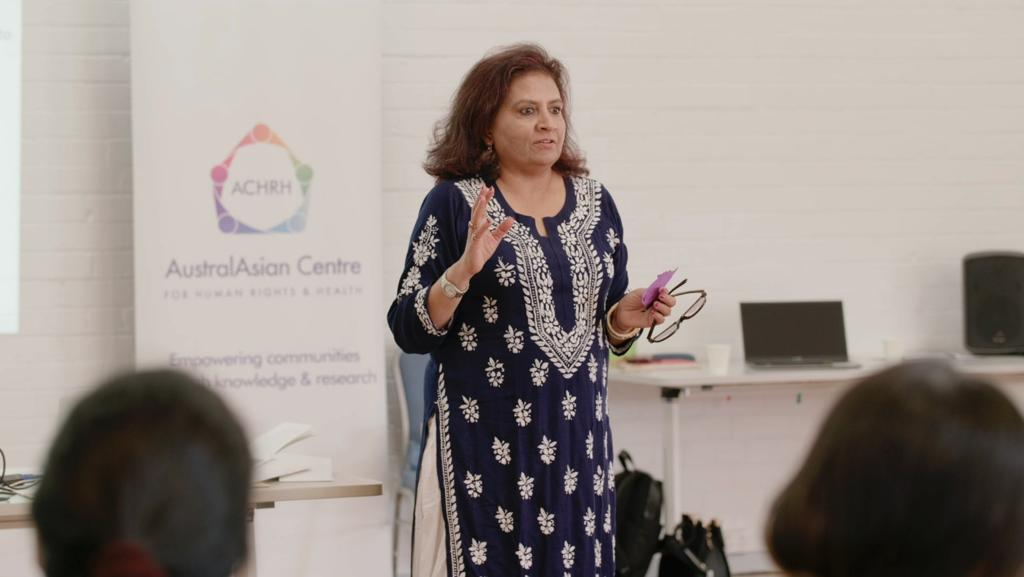 ACHRH
AustralAsian Centre
FOR HUMAN RIGHTS & HEALTH
Empowering communities
knowledge & research